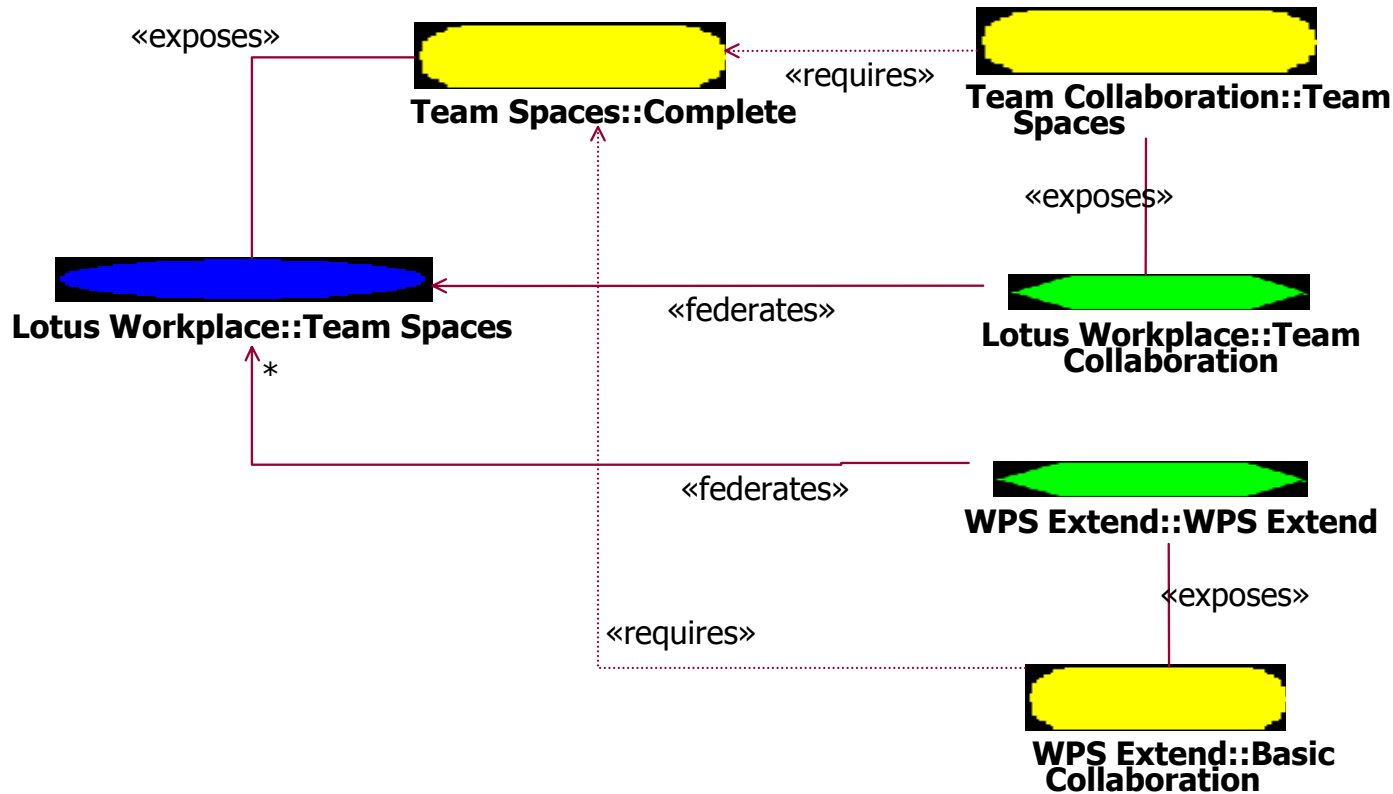 «exposes»
«requires»
Team Spaces::Complete
Team Collaboration::Team
Spaces
«exposes»
«federates»
Lotus Workplace::Team Spaces
Lotus Workplace::Team
Collaboration
*
«federates»
WPS Extend::WPS Extend
«exposes»
«requires»
WPS Extend::Basic
Collaboration